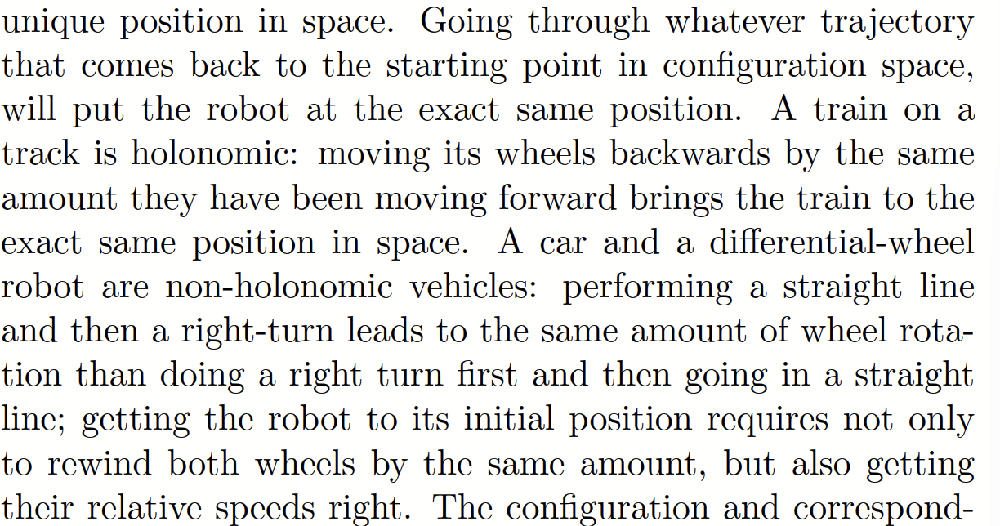 unique position in space. Going through whatever trajectory
that comes back to the starting point in configuration space,
will put the robot at the exact same position. A train on a
track is holonomic: moving its wheels backwards by the same
amount they have been moving forward brings the train to the
exact same position in space. A car and a differential-wheel
robot are non-holonomic vehicles: performing a straight line
and then a right-turn leads to the same amount of wheel rota-
tion than doing a right turn first and then going in a straight
line; getting the robot to its initial position requires not only
to rewind both wheels by the same amount, but also getting
their relative speeds right. The configuration and correspond-